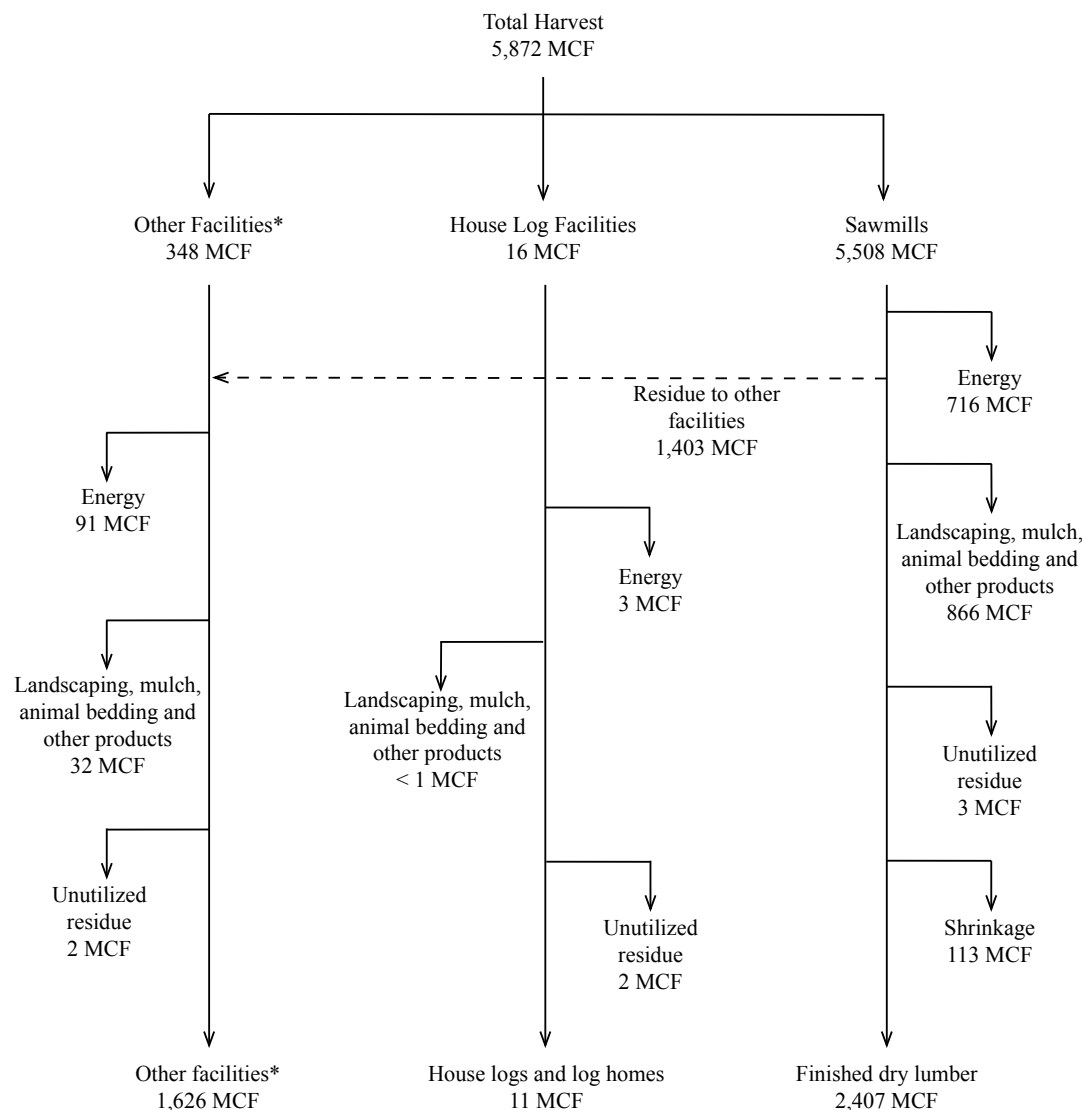 Total Harvest
5,872 MCF
Other Facilities*
348 MCF
House Log Facilities
16 MCF
Sawmills
5,508 MCF
Energy
716 MCF
Residue to other
facilities
1,403 MCF
Energy
91 MCF
Landscaping, mulch,
animal bedding and
other products
866 MCF
Energy
3 MCF
Landscaping, mulch,
animal bedding and
other products
32 MCF
Landscaping, mulch,
animal bedding and
other products
< 1 MCF
Unutilized
residue
3 MCF
Unutilized
residue
2 MCF
Unutilized
residue
2 MCF
Shrinkage
113 MCF
Other facilities*
1,626 MCF
House logs and log homes
11 MCF
Finished dry lumber
2,407 MCF